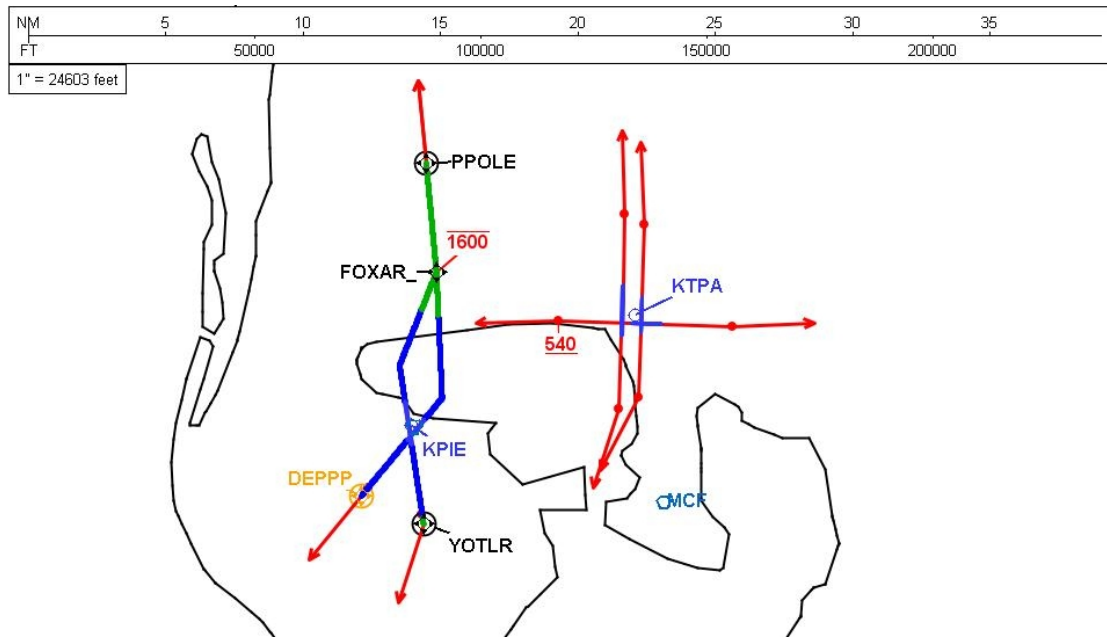 NM 5 10 15 20 25 30 35
FT 50000 100000 150000 200000
1" = 24603 feet
PPOLE
1600
FOXAR_
KTPA
540
KPIE
DEPPP
MCF
YOTLR